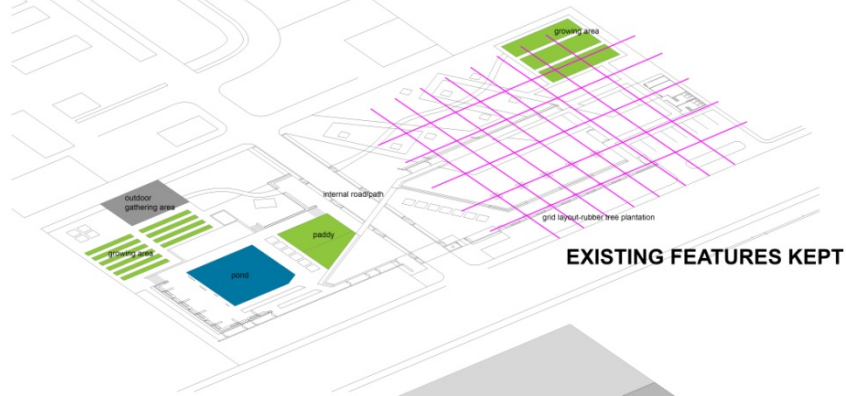 growing area
outdoor
gathering area
internal road/path
grid layout-rubber tree plantation
paddy
growing area
pond
EXISTING FEATURES KEPT